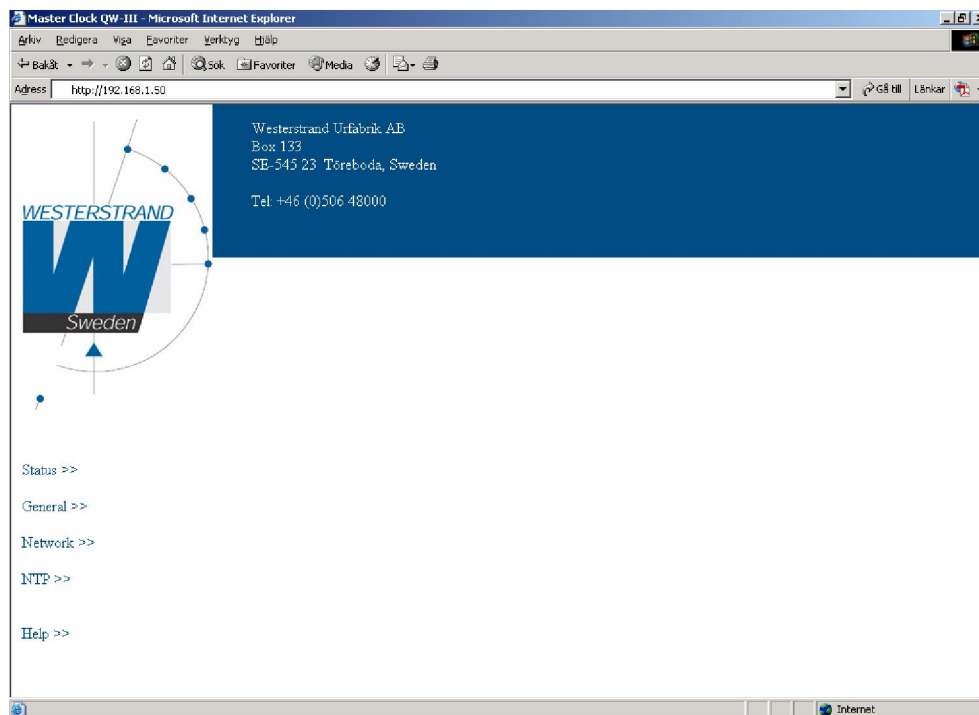 Master Clock QW-III - Microsoft Internet Explorer
Arkiv Redigera Visa Favoriter Verktyg Hjälp
Bakåt Sök Favoriter Media
Adress http://192.168.1.50 Gå till Länkar
Westerstrand Urfabrik AB
Box 133
SE-545 23 Töreboda, Sweden
Tel: +46 (0)506 48000
WESTERSTRAND
W
Sweden
Status >>
General >>
Network >>
NTP >>
Help >>
Internet